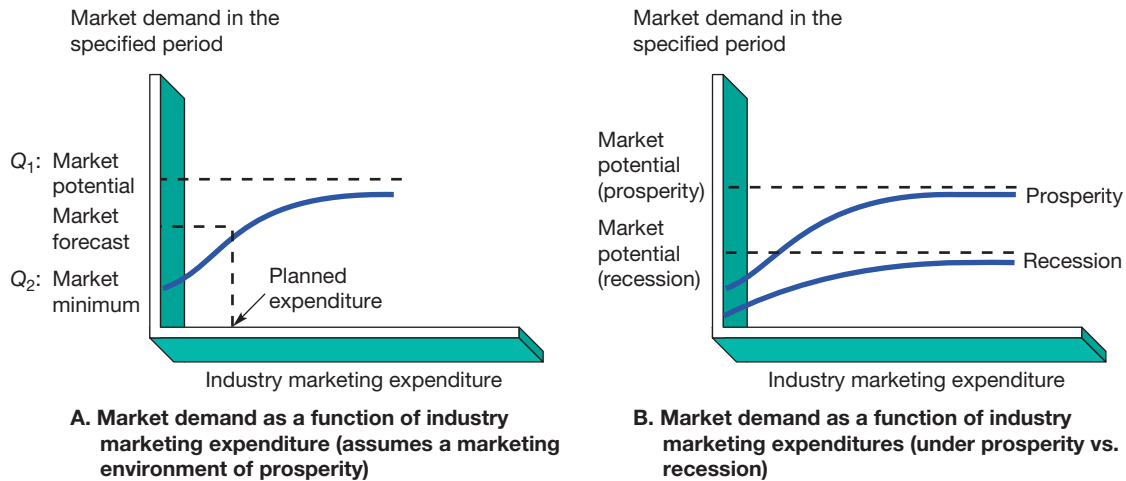 Market demand in the
specified period
Q1: Market
potential
Market
forecast
Q2: Market
minimum
Planned
expenditure
Industry marketing expenditure
A. Market demand as a function of industry
marketing expenditure (assumes a marketing
environment of prosperity)
Market demand in the
specified period
Market
potential
(prosperity)
Market
potential
(recession)
Prosperity
Recession
Industry marketing expenditure
B. Market demand as a function of industry
marketing expenditures (under prosperity vs.
recession)